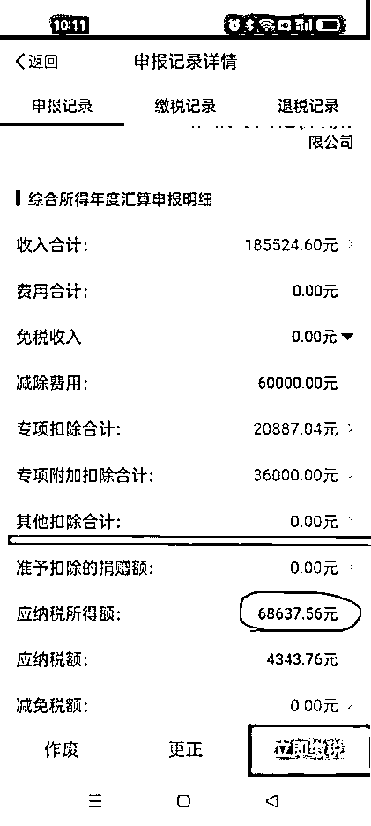 10:11
返回 申报记录详情
申报记录 缴税记录 退税记录
限公司
综合所得年度汇算申报明细
收入合计: 185524.60元
费用合计: 0.00元
免税收入 0.00元
减除费用: 60000.00元
专项扣除合计: 20887.04元
专项附加扣除合计: 36000.00元
其他扣除合计: 0.00元
准予扣除的捐赠额: 0.00元
应纳税所得额: 68637.56元
应纳税额: 4343.76元
减免税额: 0.00元
作废 更正 立即缴税